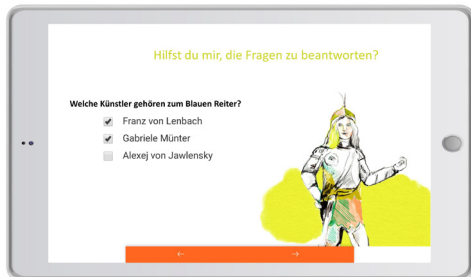 Hilfst du mir, die Fragen zu beantworten?
Welche Künstler gehören zum Blauen Reiter?
Franz von Lenbach
Gabriele Münter
Alexej von Jawlensky
← →